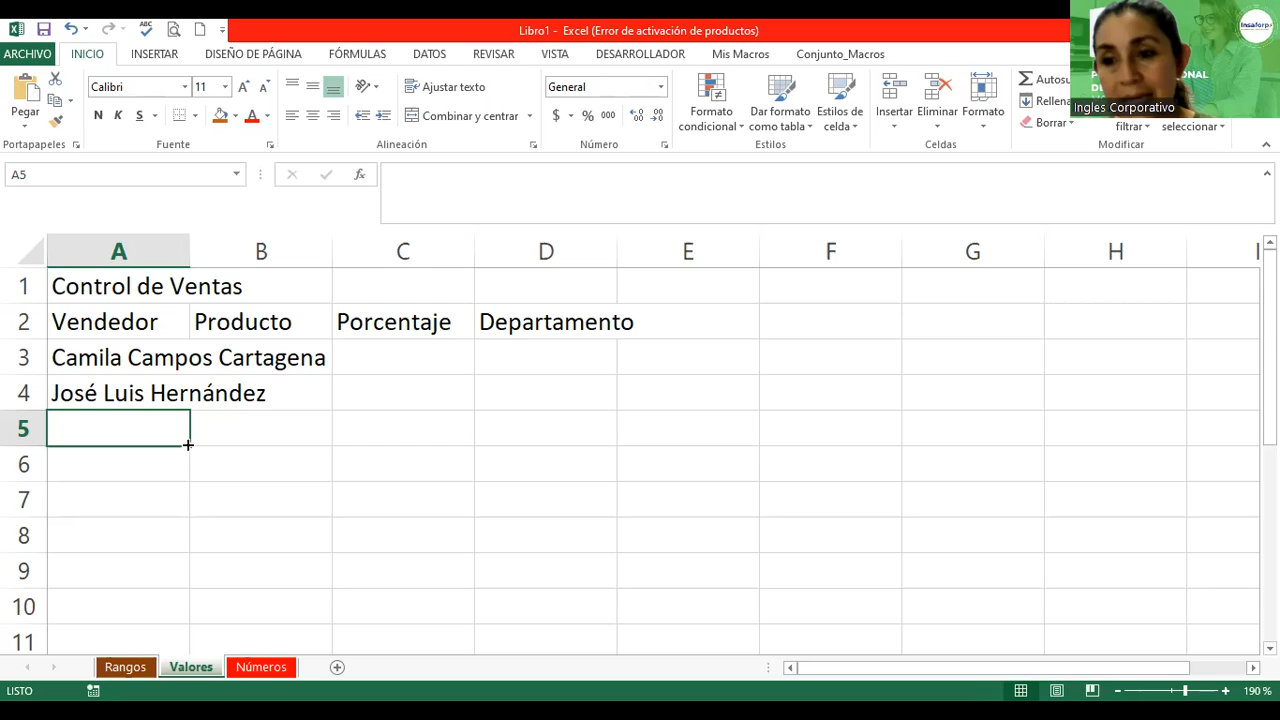 Libro1 - Excel (Error de activación de productos)
ARCHIVO INICIO INSERTAR DISEÑO DE PÁGINA FÓRMULAS DATOS REVISAR VISTA DESARROLLADOR Mis Macros Conjunto_Macros
Pegar
Calibri 11
N K S
Ajustar texto
Combinar y centrar
General
$ % 000
Formato condicional
Dar formato como tabla
Estilos de celda
Insertar Eliminar Formato
Autosu
Rellena
Borrar
filtrar seleccionar
Portapapeles Fuente Alineación Número Estilos Celdas Modificar
Insaforp
Ingles Corporativo
A5 fx
A B C D E F G H I
1 Control de Ventas
2 Vendedor Producto Porcentaje Departamento
3 Camila Campos Cartagena
4 José Luis Hernández
5
6
7
8
9
10
11
Rangos Valores Números
LISTO 190 %